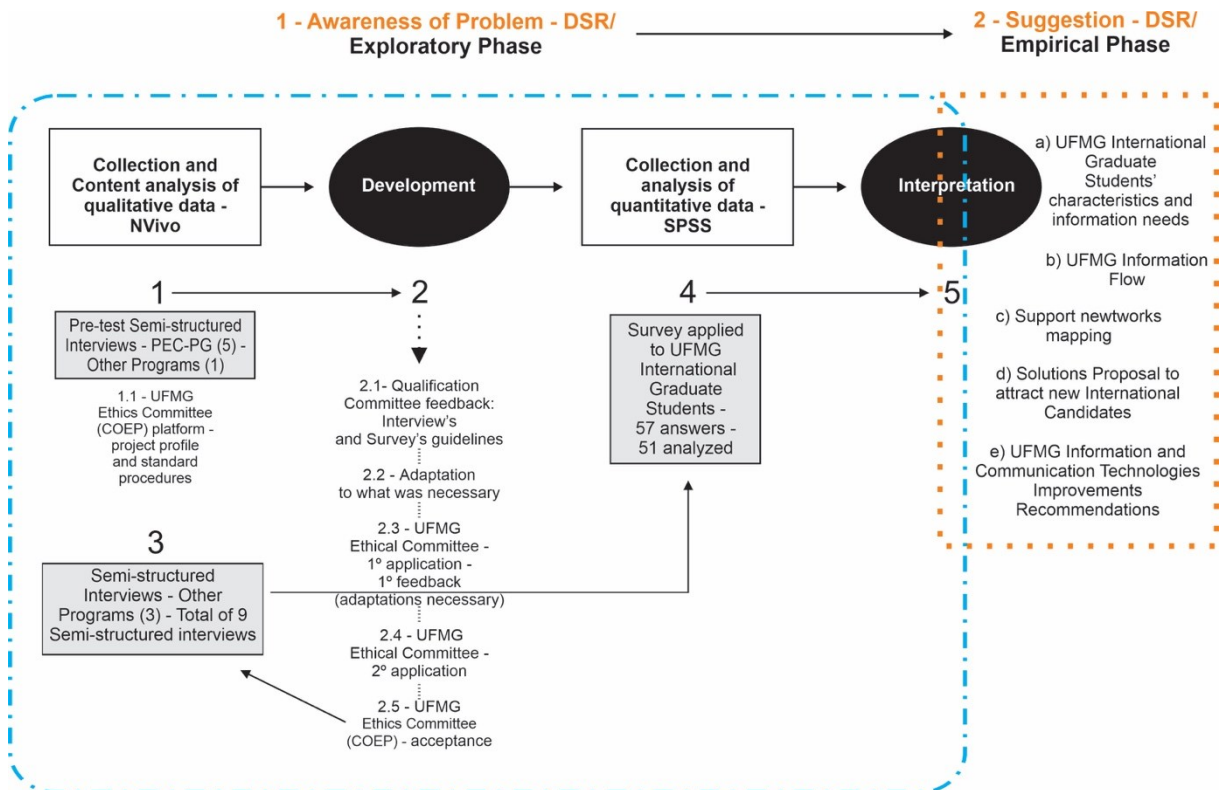 1 - Awareness of Problem - DSR/
Exploratory Phase
2 - Suggestion - DSR/
Empirical Phase
Collection and
Content analysis of
qualitative data -
NVivo
Development
Collection and
analysis of
quantitative data -
SPSS
Interpretation
1
Pre-test Semi-structured
Interviews - PEC-PG (5) -
Other Programs (1)
1.1 - UFMG
Ethics Committee
(COEP) platform -
project profile
and standard
procedures
2
2.1- Qualification
Committee feedback:
Interview's
and Survey's guidelines
2.2 - Adaptation
to what was necessary
2.3 - UFMG
Ethical Committee -
1º application -
1º feedback
(adaptations necessary)
2.4 - UFMG
Ethical Committee -
2º application
2.5 - UFMG
Ethics Committee
(COEP) - acceptance
3
Semi-structured
Interviews - Other
Programs (3) - Total of 9
Semi-structured interviews
4
Survey applied
to UFMG
International
Graduate
Students -
57 answers -
51 analyzed
5
a) UFMG International
Graduate
Students'
characteristics and
information needs
b) UFMG Information
Flow
c) Support newtworks
mapping
d) Solutions Proposal to
attract new International
Candidates
e) UFMG Information and
Communication Technologies
Improvements
Recommendations